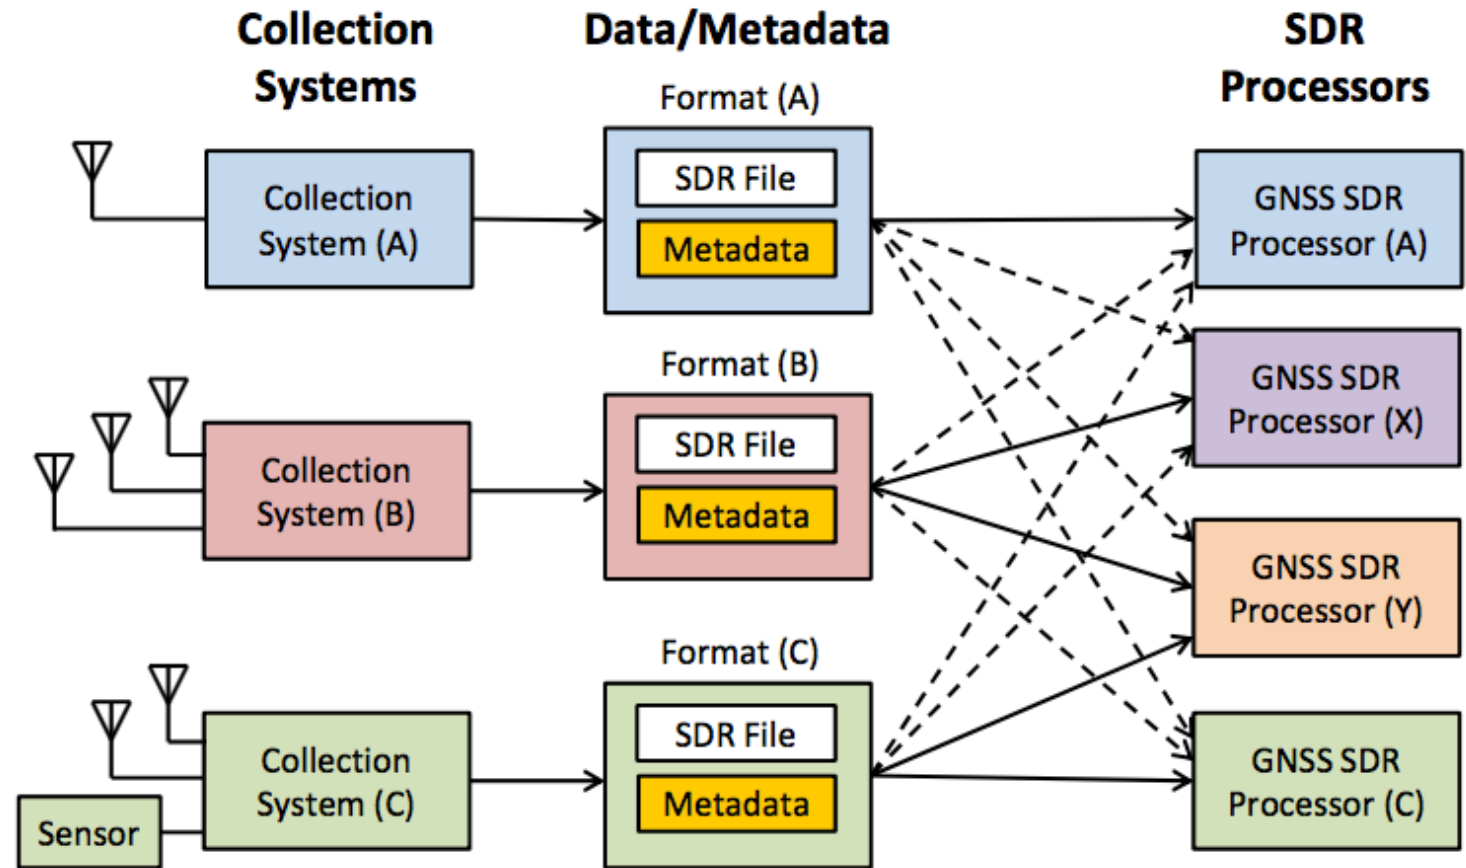 Collection
Systems
Data/Metadata
SDR
Processors
Format (A)
Collection
System (A)
SDR File
Metadata
GNSS SDR
Processor (A)
Format (B)
Collection
System (B)
SDR File
Metadata
GNSS SDR
Processor (X)
GNSS SDR
Processor (Y)
Format (C)
Collection
System (C)
Sensor
SDR File
Metadata
GNSS SDR
Processor (C)